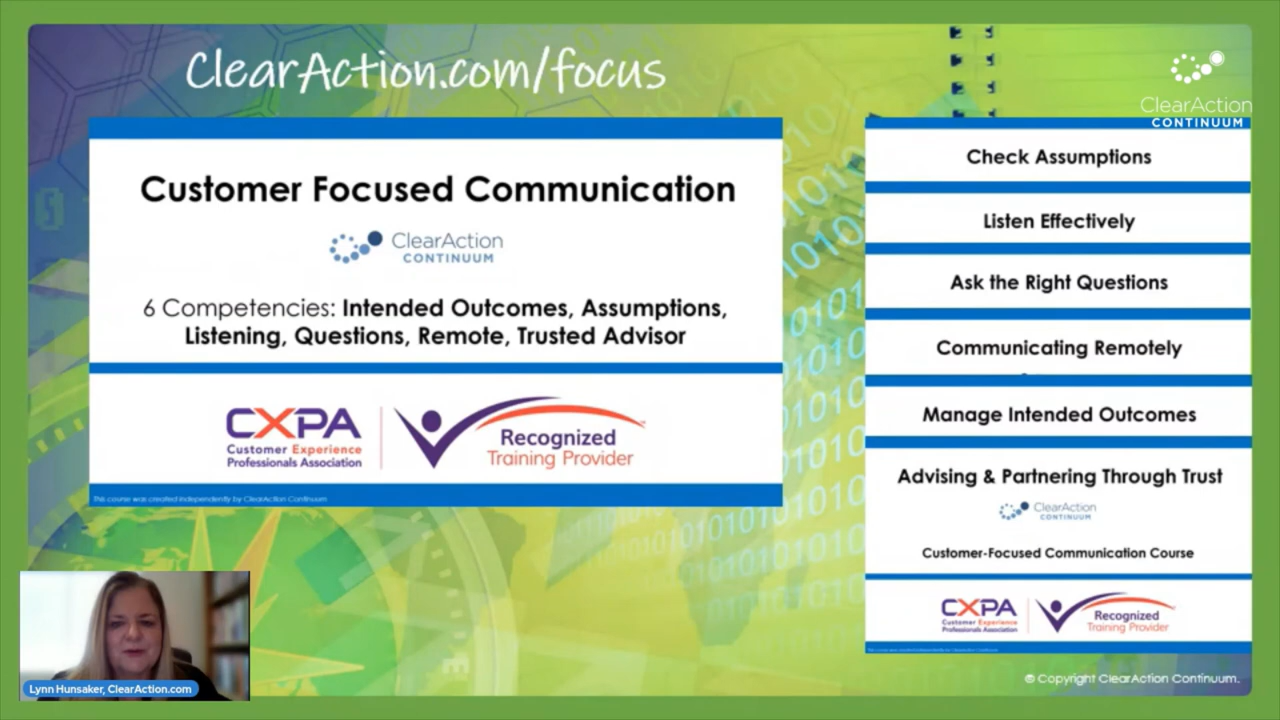 ClearAction.com/focus
ClearAction
CONTINUUM
Customer Focused Communication
ClearAction
CONTINUUM
6 Competencies: Intended Outcomes, Assumptions,
Listening, Questions, Remote, Trusted Advisor
CXPA
Customer Experience
Professionals Association
Recognized
Training Provider
This course was created independently by ClearAction Continuum
Check Assumptions
Listen Effectively
Ask the Right Questions
Communicating Remotely
Manage Intended Outcomes
Advising & Partnering Through Trust
ClearAction
CONTINUUM
Customer-Focused Communication Course
CXPA
Customer Experience
Professionals Association
Recognized
Training Provider
Lynn Hunsaker, ClearAction.com
© Copyright ClearAction Continuum.